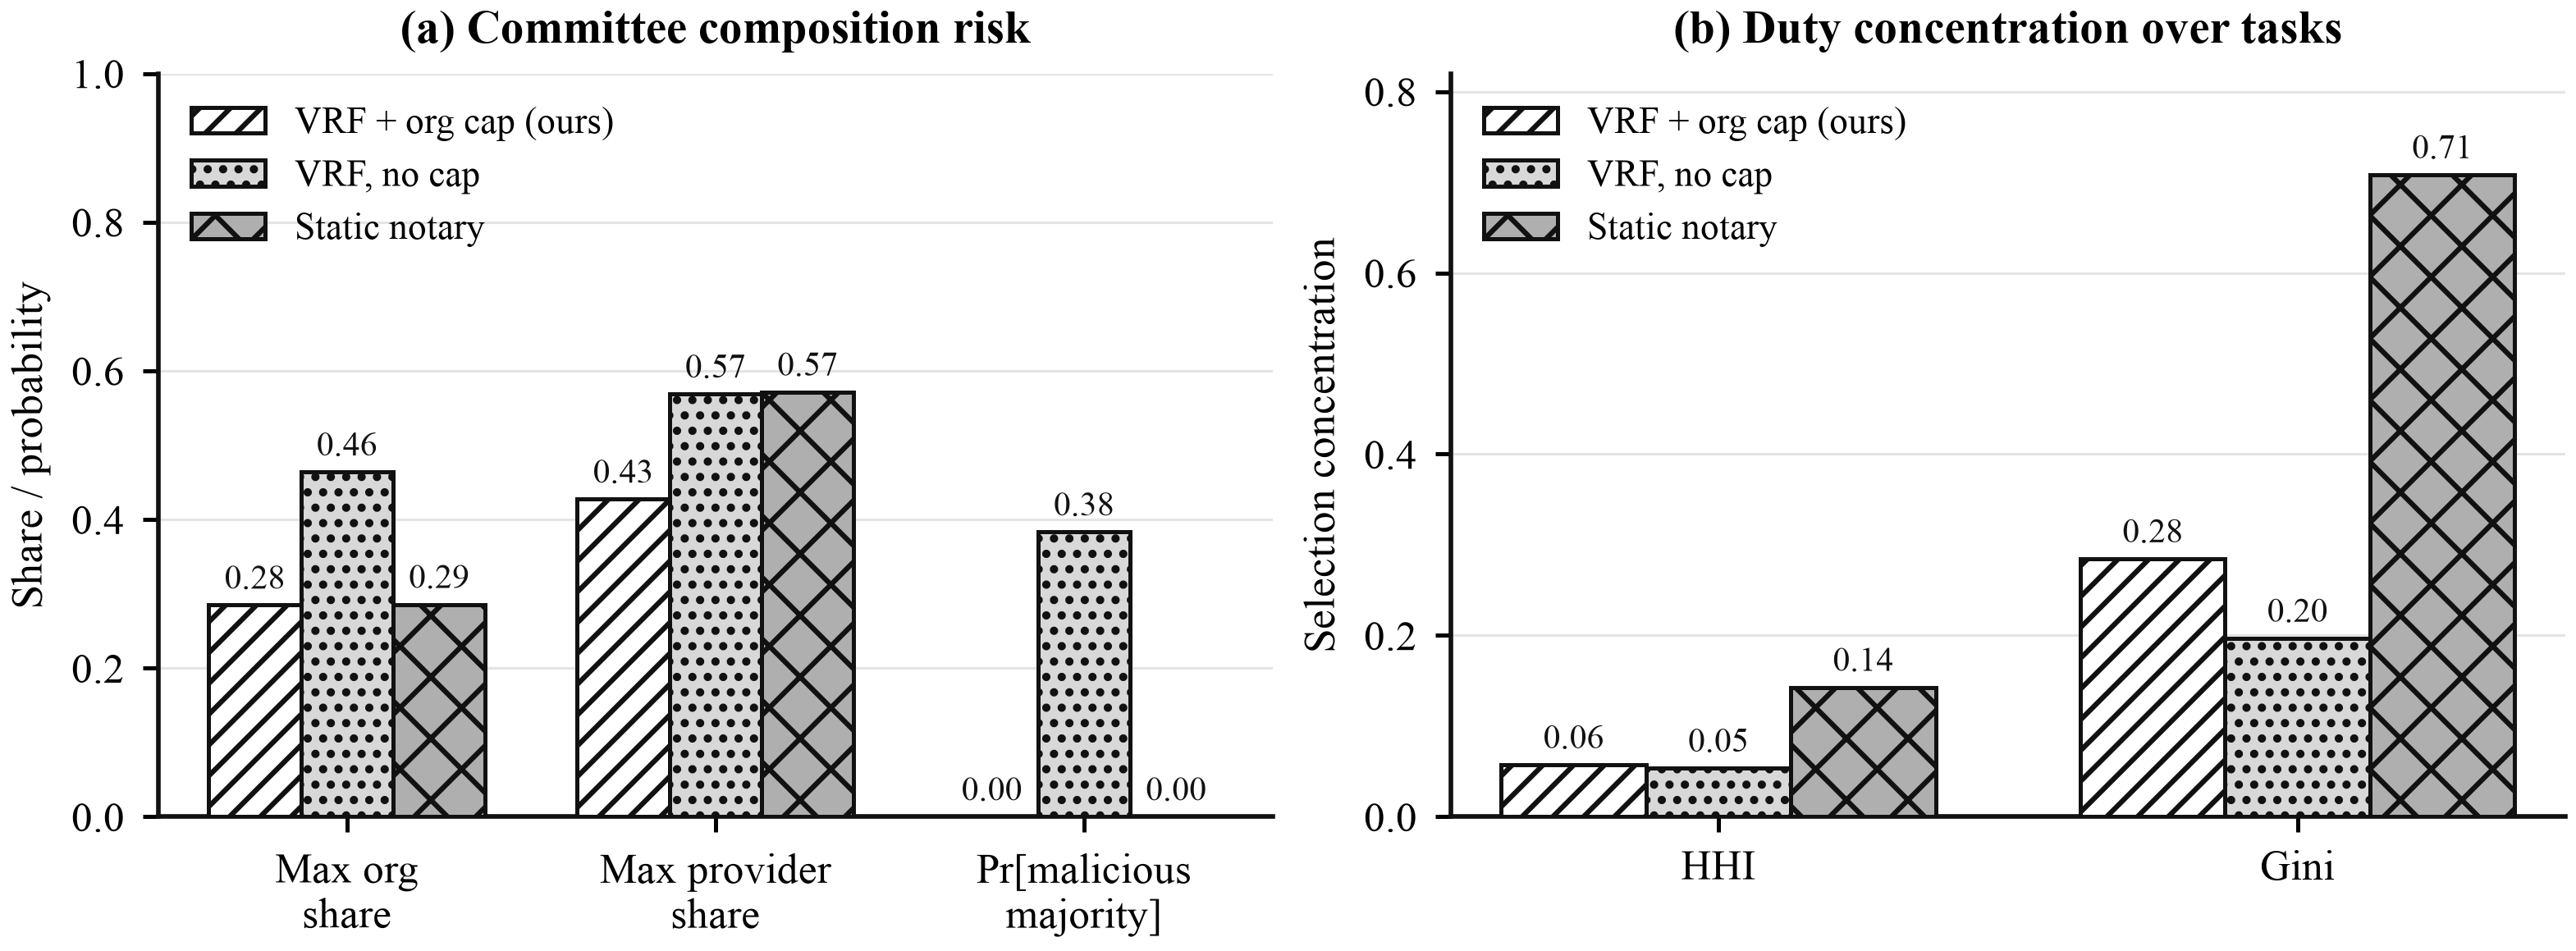 (a) Committee composition risk
Share / probability
1.0
0.8
0.6
0.4
0.2
0.0
VRF + org cap (ours)
VRF, no cap
Static notary
0.28
0.46
0.29
0.43
0.57
0.57
0.00
0.38
0.00
Max org
share
Max provider
share
Pr[malicious
majority]
(b) Duty concentration over tasks
Selection concentration
0.8
0.6
0.4
0.2
0.0
VRF + org cap (ours)
VRF, no cap
Static notary
0.06
0.05
0.14
0.28
0.20
0.71
HHI
Gini